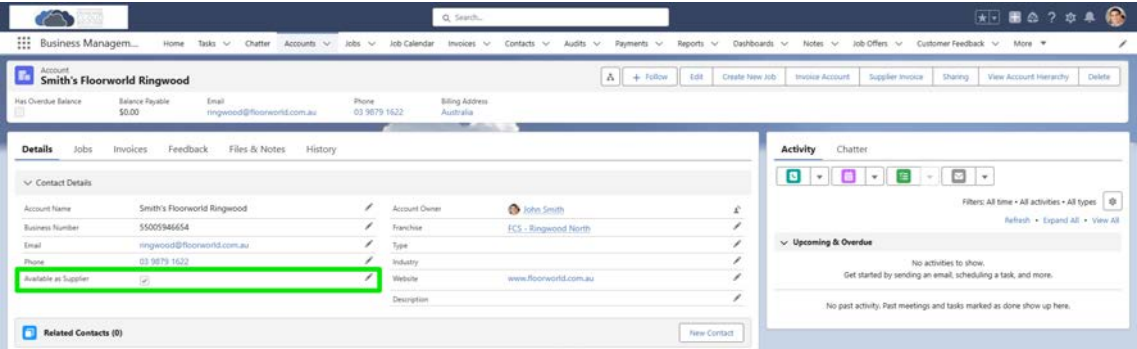 Search...
Business Managem... Home Tasks Chatter Accounts Jobs Job Calendar Invoices Contacts Audits Payments Reports Dashboards Notes Job Offers Customer Feedback More
Account
Smith's Floorworld Ringwood
+ Follow Edit Create New Job Invoice Account Supplier Invoice Sharing View Account Hierarchy Delete
Has Overdue Balance Balance Payable Email Phone Billing Address
$0.00 ringwood@floorworld.com.au 03 9879 1622 Australia
Details Jobs Invoices Feedback Files & Notes History
Contact Details
Account Name Smith's Floorworld Ringwood Account Owner John Smith
Business Number 55005946654 Franchise FCS - Ringwood North
Email ringwood@floorworld.com.au Type
Phone 03 9879 1622 Industry
Available as Supplier Website www.floorworld.com.au
Description
Related Contacts (0) New Contact
Activity Chatter
Filters: All time • All activities • All types
Refresh • Expand All • View All
Upcoming & Overdue
No activities to show.
Get started by sending an email, scheduling a task, and more.
No past activity. Past meetings and tasks marked as done show up here.